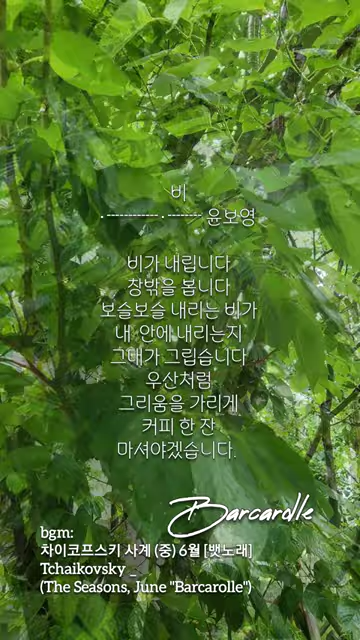 비
. ------------ . -------- 윤보영
비가 내립니다
창밖을 봅니다
보슬보슬 내리는 비가
내 안에 내리는지
그대가 그립습니다
우산처럼
그리움을 가리게
커피 한 잔
마셔야겠습니다.
Barcarolle
bgm:
차이코프스키 사계 (중) 6월 [뱃노래]
Tchaikovsky _
(The Seasons, June "Barcarolle")